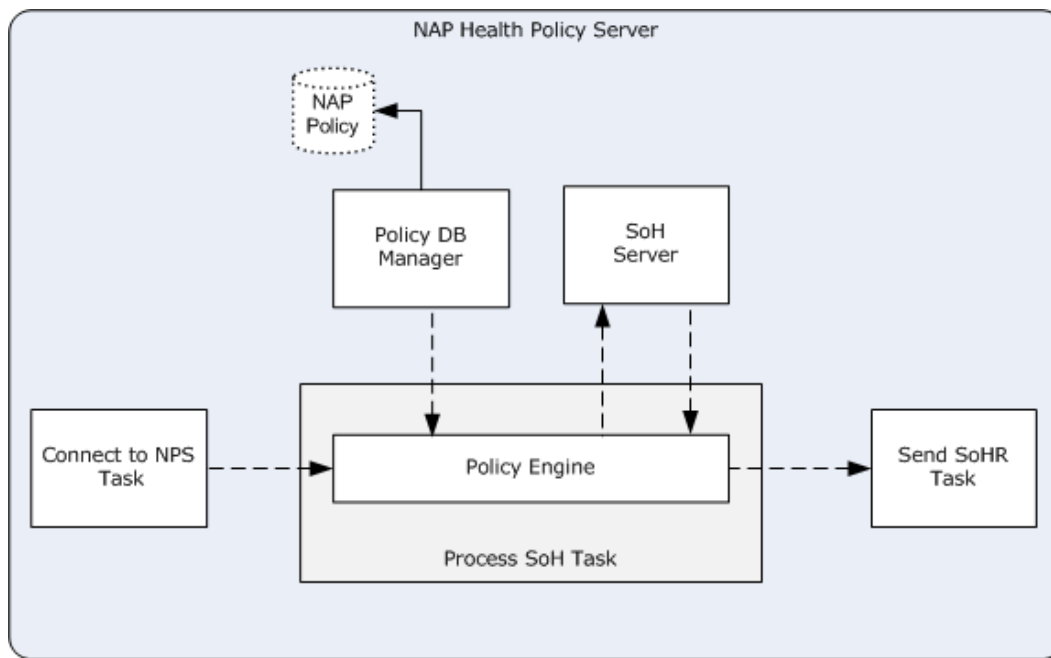 NAP Health Policy Server
NAP
Policy
Policy DB
Manager
SoH
Server
Connect to NPS
Task
Policy Engine
Send SoHR
Task
Process SoH Task